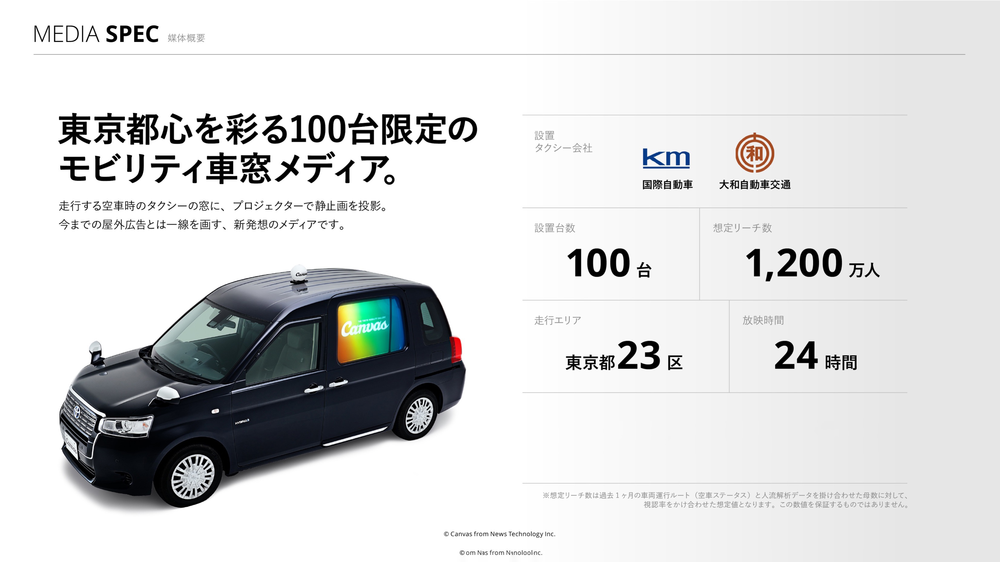 MEDIA SPEC 媒体概要
東京都心を彩る100台限定の
モビリティ車窓メディア。
走行する空車時のタクシーの窓に、プロジェクターで静止画を投影。
今までの屋外広告とは一線を画す、新発想のメディアです。
Canvas
THE TOKYO MOBILITY GALLERY
Canvas
HYBRID
Canvas
設置
タクシー会社
km
和
国際自動車
大和自動車交通
設置台数
100 台
想定リーチ数
1,200 万人
走行エリア
東京都23 区
放映時間
24 時間
※想定リーチ数は過去1ヶ月の車両運行ルート（空車ステータス）と人流解析データを掛け合わせた母数に対して、
視認率をかけ合わせた想定値となります。この数値を保証するものではありません。
© Canvas from News Technology Inc.